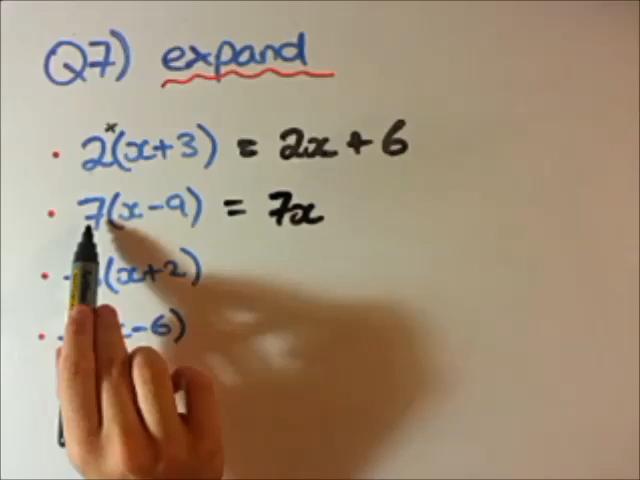 Q7) expand
× 
• 2(x+3) = 2x + 6
• 7(x-9) = 7x
• (x+2)
• x-6)